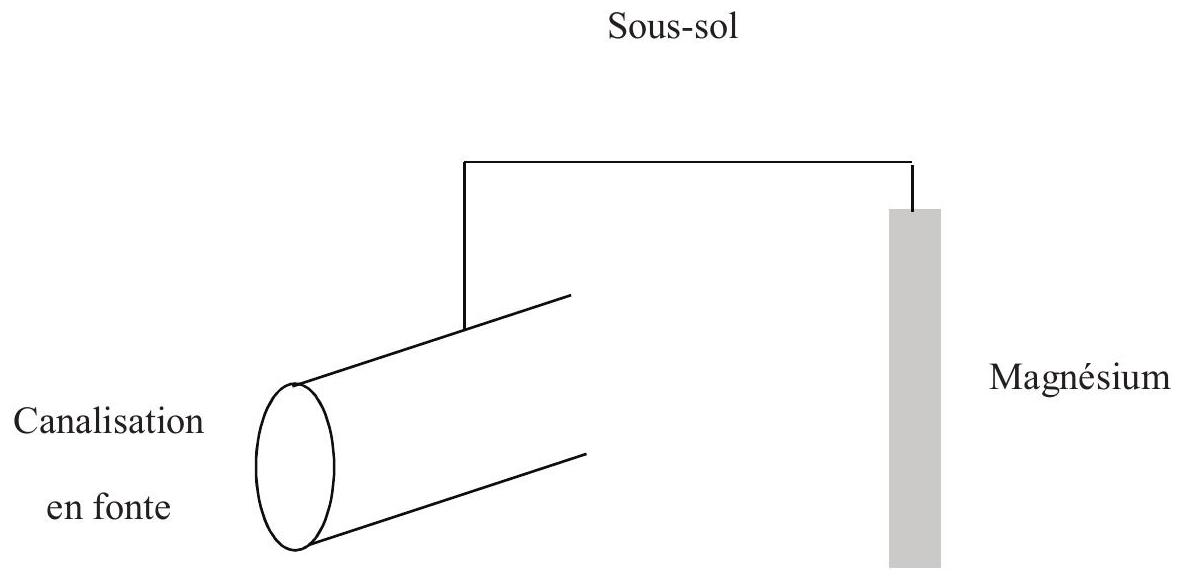 Sous-sol
Magnésium
Canalisation
en fonte